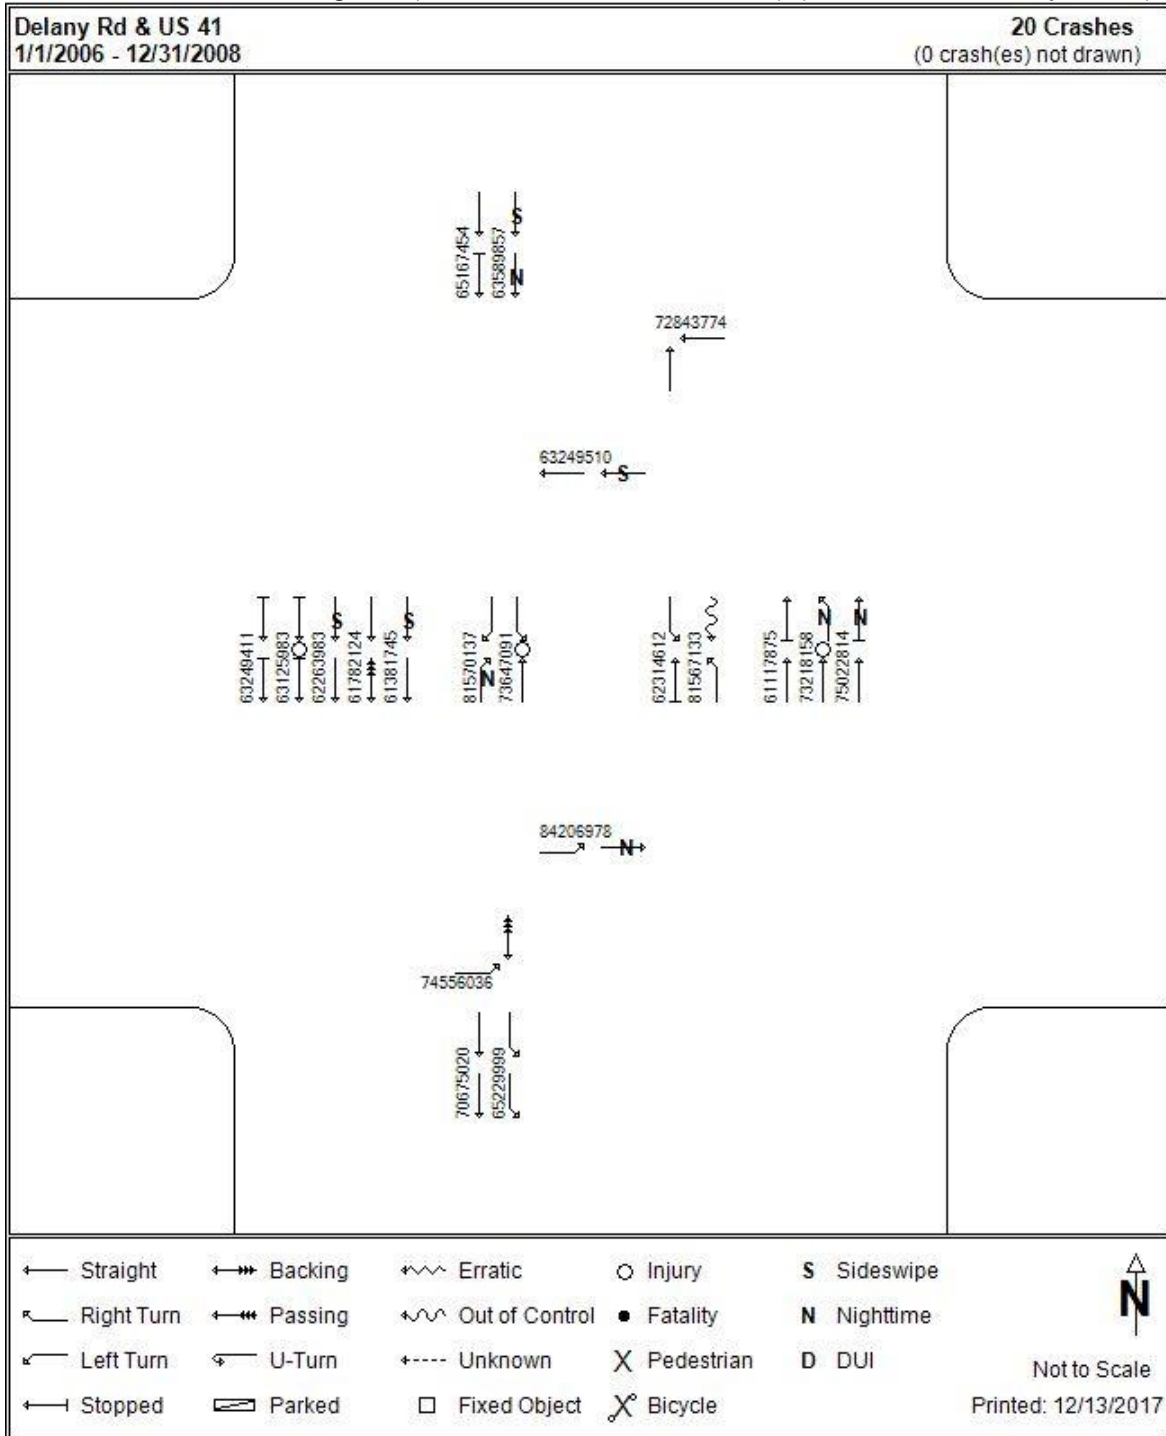 Delany Rd & US 41
20 Crashes
1/1/2006 - 12/31/2008
(0 crash(es) not drawn)
65167454
63589857
S
N
72843774
63249510
S
63249411
63125983
62263983
S
61782124
61381745
S
81570137
N
73647091
62314612
81567133
61117875
73218158
N
75022814
N
84206978
N
74556036
70675020
65229999
Straight
Backing
Erratic
Injury
S Sideswipe
Right Turn
Passing
Out of Control
Fatality
N Nighttime
Left Turn
U-Turn
Unknown
Pedestrian
D DUI
Stopped
Parked
Fixed Object
Bicycle
N
Not to Scale
Printed: 12/13/2017